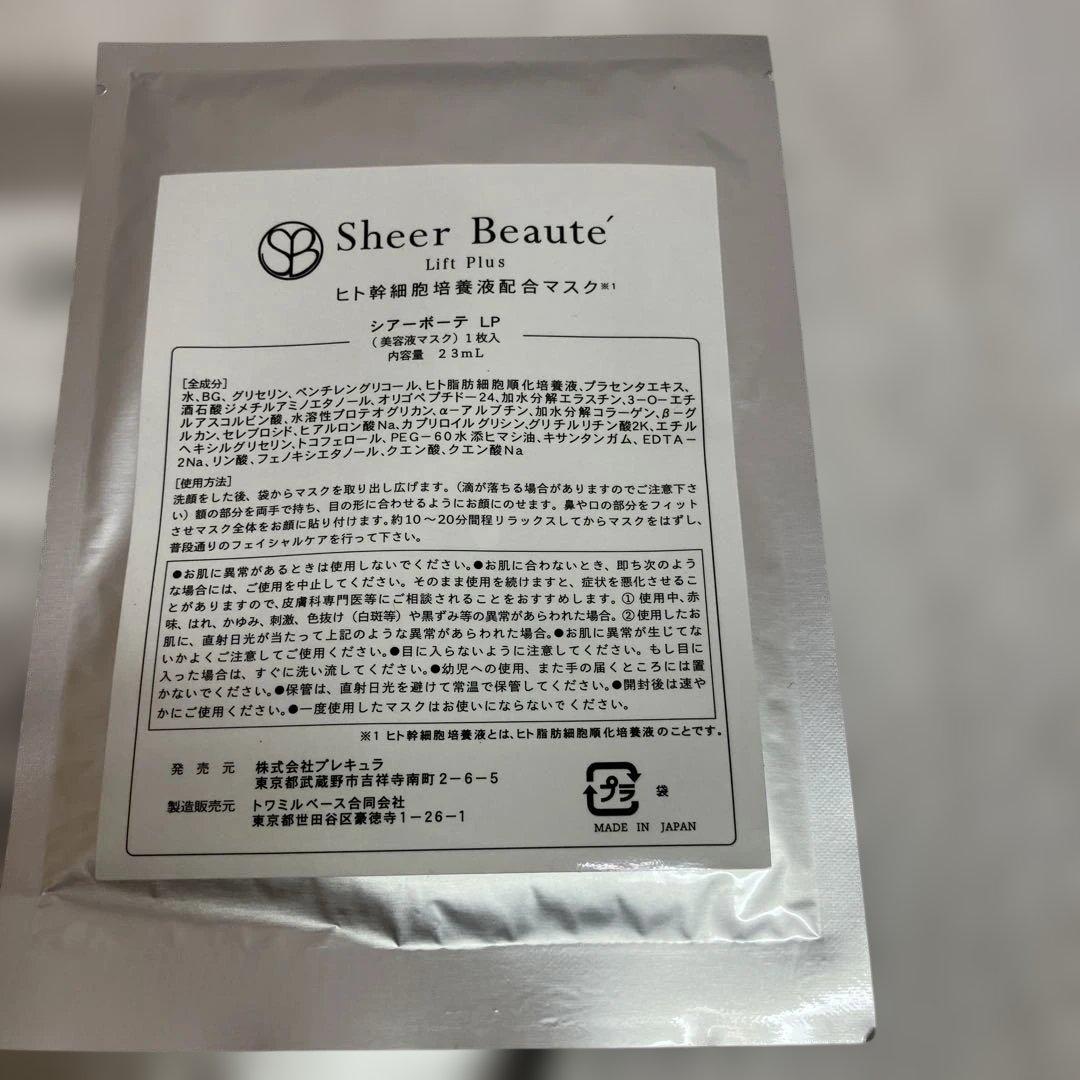 SB
Sheer Beauté
Lift Plus
ヒト幹細胞培養液配合マスク※1
シアーボーテ LP
（美容液マスク）1枚入
内容量 23mL
[全成分]
水、BG、グリセリン、ペンチレングリコール、ヒト脂肪細胞順化培養液、プラセンタエキス、
酒石酸ジメチルアミノエタノール、オリゴペプチドー24、加水分解エラスチン、3-O-エチ
ルアスコルビン酸、水溶性プロテオグリカン、α-アルブチン、加水分解コラーゲン、β-グ
ルカン、セレブロシド、ヒアルロン酸Na、カプリロイルグリシン、グリチルリチン酸2K、エチル
ヘキシルグリセリン、トコフェロール、PEG-60水添ヒマシ油、キサンタンガム、EDTA-
2Na、リン酸、フェノキシエタノール、クエン酸、クエン酸Na
[使用方法]
洗顔をした後、袋からマスクを取り出し広げます。（滴が落ちる場合がありますのでご注意下さ
い）額の部分を両手で持ち、目の形に合わせるようにお顔にのせます。鼻や口の部分をフィット
させマスク全体をお顔に貼り付けます。約10～20分間程リラックスしてからマスクをはずし、
普段通りのフェイシャルケアを行って下さい。
●お肌に異常があるときは使用しないでください。●お肌に合わないとき、即ち次のよう
な場合には、ご使用を中止してください。そのまま使用を続けますと、症状を悪化させるこ
とがありますので、皮膚科専門医等にご相談されることをおすすめします。① 使用中、赤
味、はれ、かゆみ、刺激、色抜け（白斑等）や黒ずみ等の異常があらわれた場合。②使用したお
肌に、直射日光が当たって上記のような異常があらわれた場合。●お肌に異常が生じてな
いかよくご注意してご使用ください。●目に入らないように注意してください。もし目に
入った場合は、すぐに洗い流してください。●幼児への使用、また手の届くところには置
かないでください。●保管は、直射日光を避けて常温で保管してください。●開封後は速や
かにご使用ください。●一度使用したマスクはお使いにならないでください。
※1 ヒト幹細胞培養液とは、ヒト脂肪細胞順化培養液のことです。
発売元 株式会社プレキュラ
東京都武蔵野市吉祥寺南町2-6-5
製造販売元 トワミルベース合同会社
東京都世田谷区豪徳寺1-26-1
プラ 袋
MADE IN JAPAN